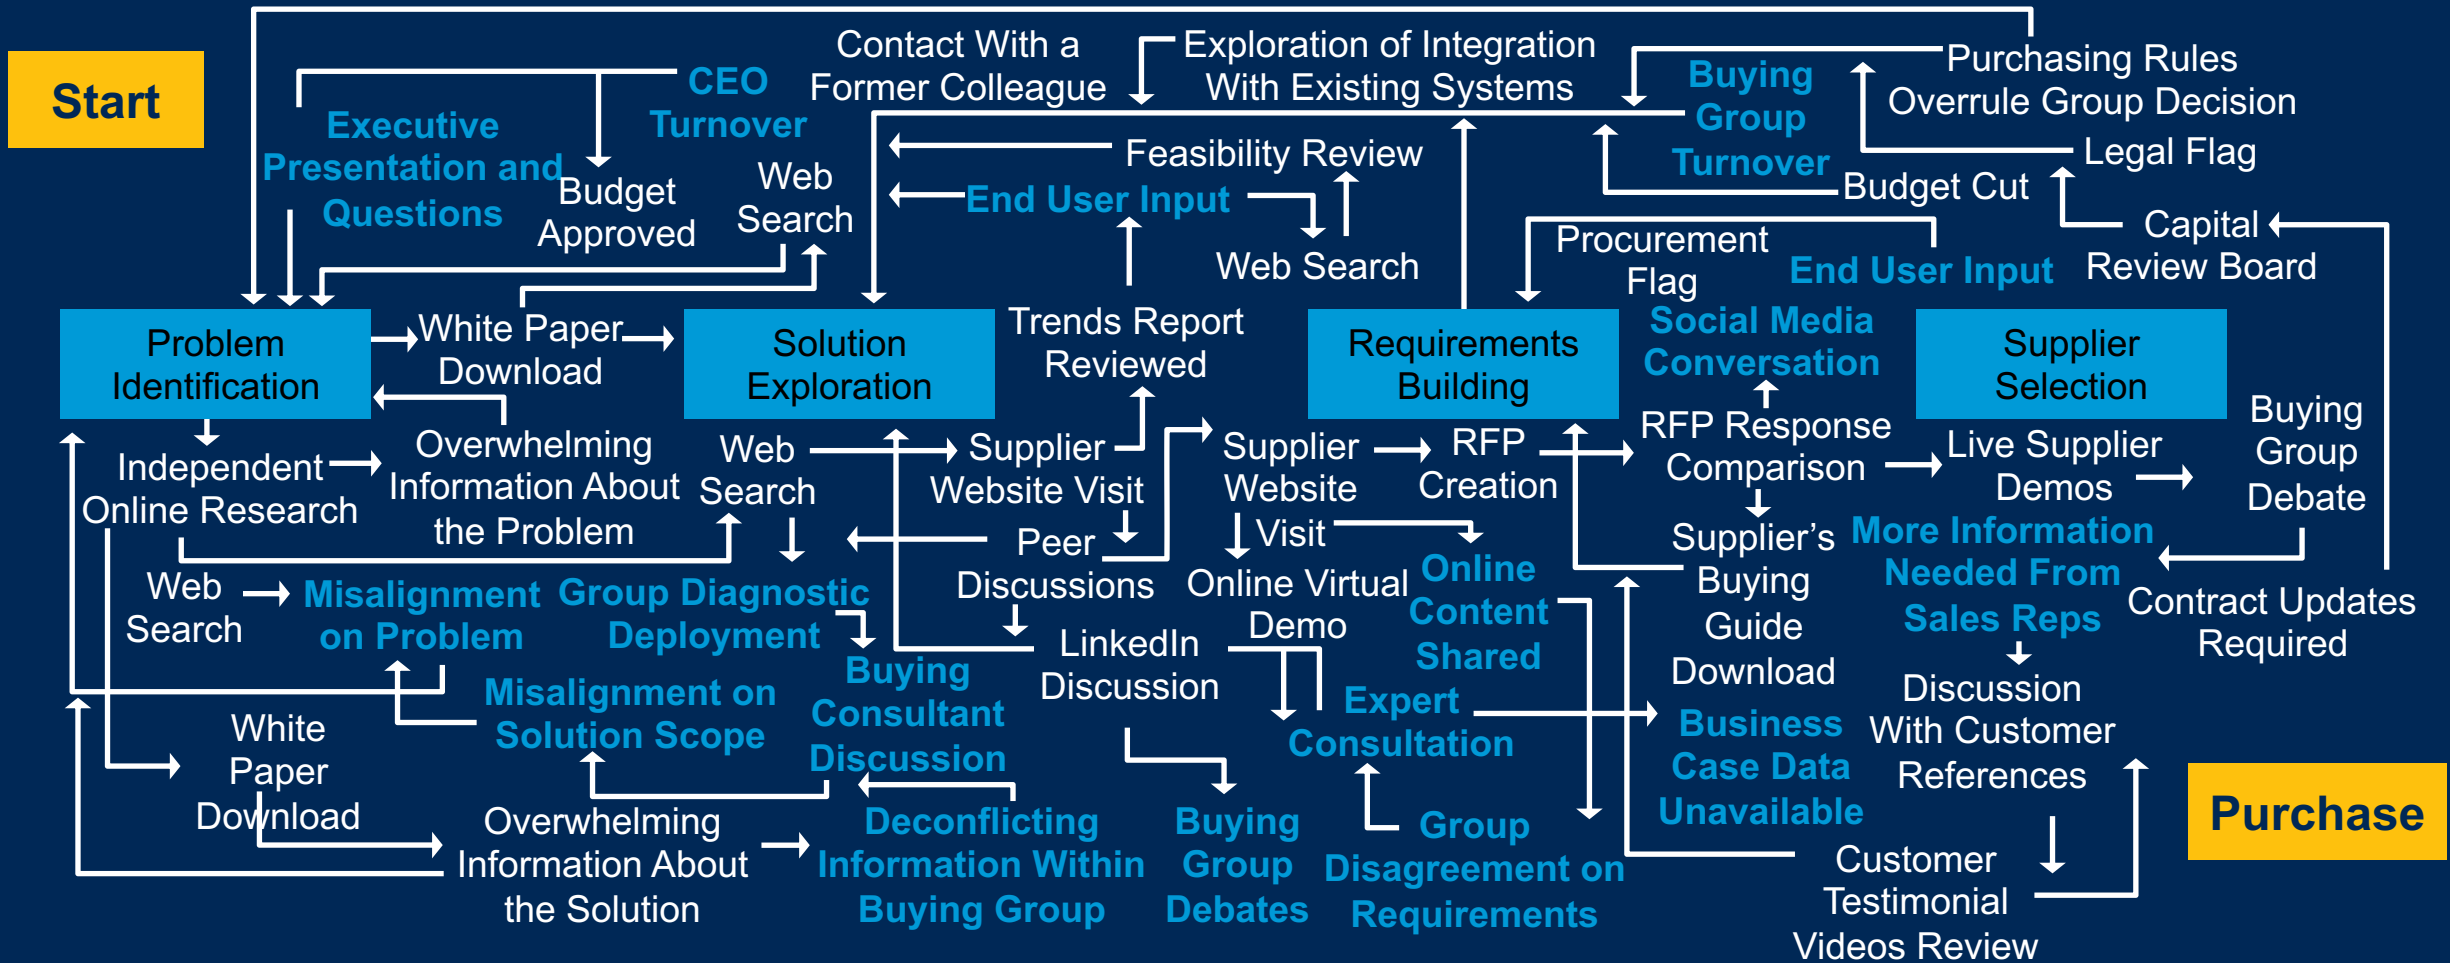 Start
Executive
Presentation and
Questions
CEO
Turnover
Budget
Approved
Web
Search
Contact With a
Former Colleague
Exploration of Integration
With Existing Systems
Feasibility Review
End User Input
Web Search
Buying
Group
Turnover
Purchasing Rules
Overrule Group Decision
Legal Flag
Budget Cut
Capital
Review Board
Procurement
Flag
End User Input
Problem
Identification
White Paper
Download
Solution
Exploration
Trends Report
Reviewed
Requirements
Building
Social Media
Conversation
Supplier
Selection
Independent
Online Research
Overwhelming
Information About
the Problem
Web
Search
Supplier
Website Visit
Supplier
Website
Visit
RFP
Creation
RFP Response
Comparison
Live Supplier
Demos
Buying
Group
Debate
Web
Search
Misalignment
on Problem
Group Diagnostic
Deployment
Peer
Discussions
Online Virtual
Demo
Online
Content
Shared
Supplier's
Buying
Guide
Download
More Information
Needed From
Sales Reps
Contract Updates
Required
White
Paper
Download
Misalignment on
Solution Scope
Buying
Consultant
Discussion
LinkedIn
Discussion
Expert
Consultation
Business
Case Data
Unavailable
Discussion
With Customer
References
Purchase
Overwhelming
Information About
the Solution
Deconflicting
Information Within
Buying Group
Buying
Group
Debates
Group
Disagreement on
Requirements
Customer
Testimonial
Videos Review